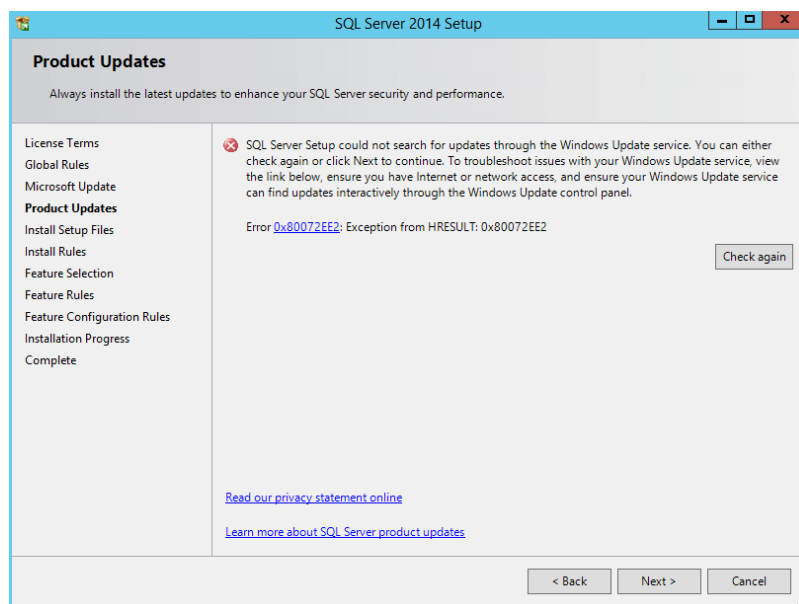 SQL Server 2014 Setup
Product Updates
Always install the latest updates to enhance your SQL Server security and performance.
License Terms
Global Rules
Microsoft Update
Product Updates
Install Setup Files
Install Rules
Feature Selection
Feature Rules
Feature Configuration Rules
Installation Progress
Complete
SQL Server Setup could not search for updates through the Windows Update service. You can either
check again or click Next to continue. To troubleshoot issues with your Windows Update service, view
the link below, ensure you have Internet or network access, and ensure your Windows Update service
can find updates interactively through the Windows Update control panel.
Error 0x80072EE2: Exception from HRESULT: 0x80072EE2
Check again
Read our privacy statement online
Learn more about SQL Server product updates
< Back
Next >
Cancel